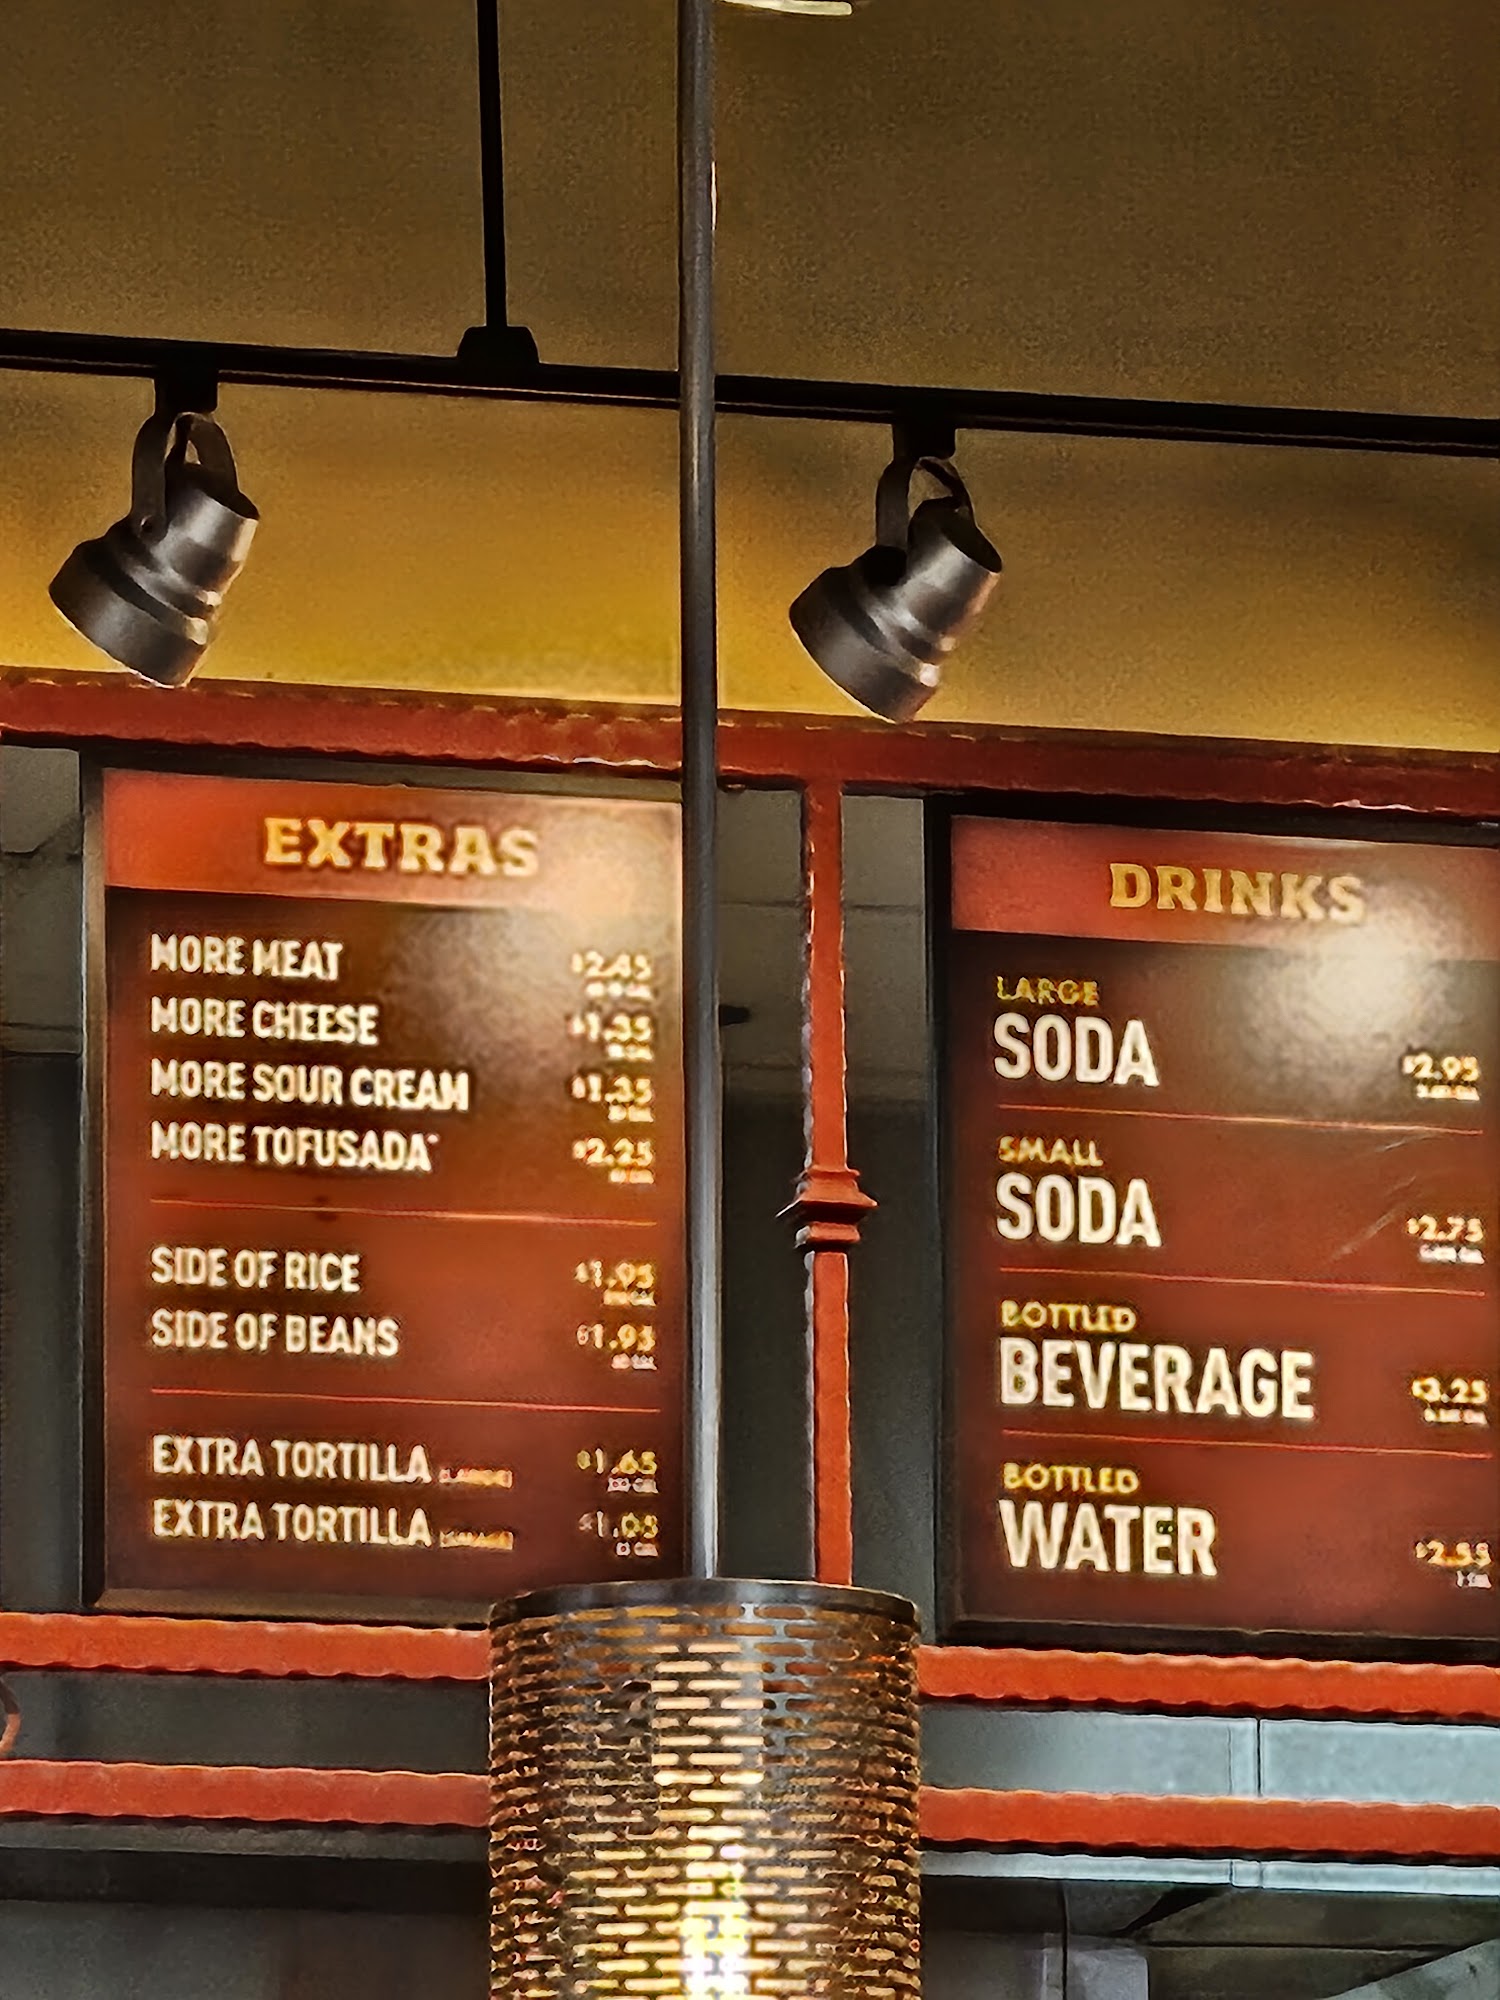 EXTRAS
MORE MEAT $2.45
MORE CHEESE $1.35
MORE SOUR CREAM $1.35
MORE TOFUSADA $2.25
SIDE OF RICE $1.95
SIDE OF BEANS $1.95
EXTRA TORTILLA $1.65
EXTRA TORTILLA $1.05
DRINKS
LARGE
SODA $2.95
SMALL
SODA $2.75
BOTTLED
BEVERAGE $3.25
BOTTLED
WATER $2.55